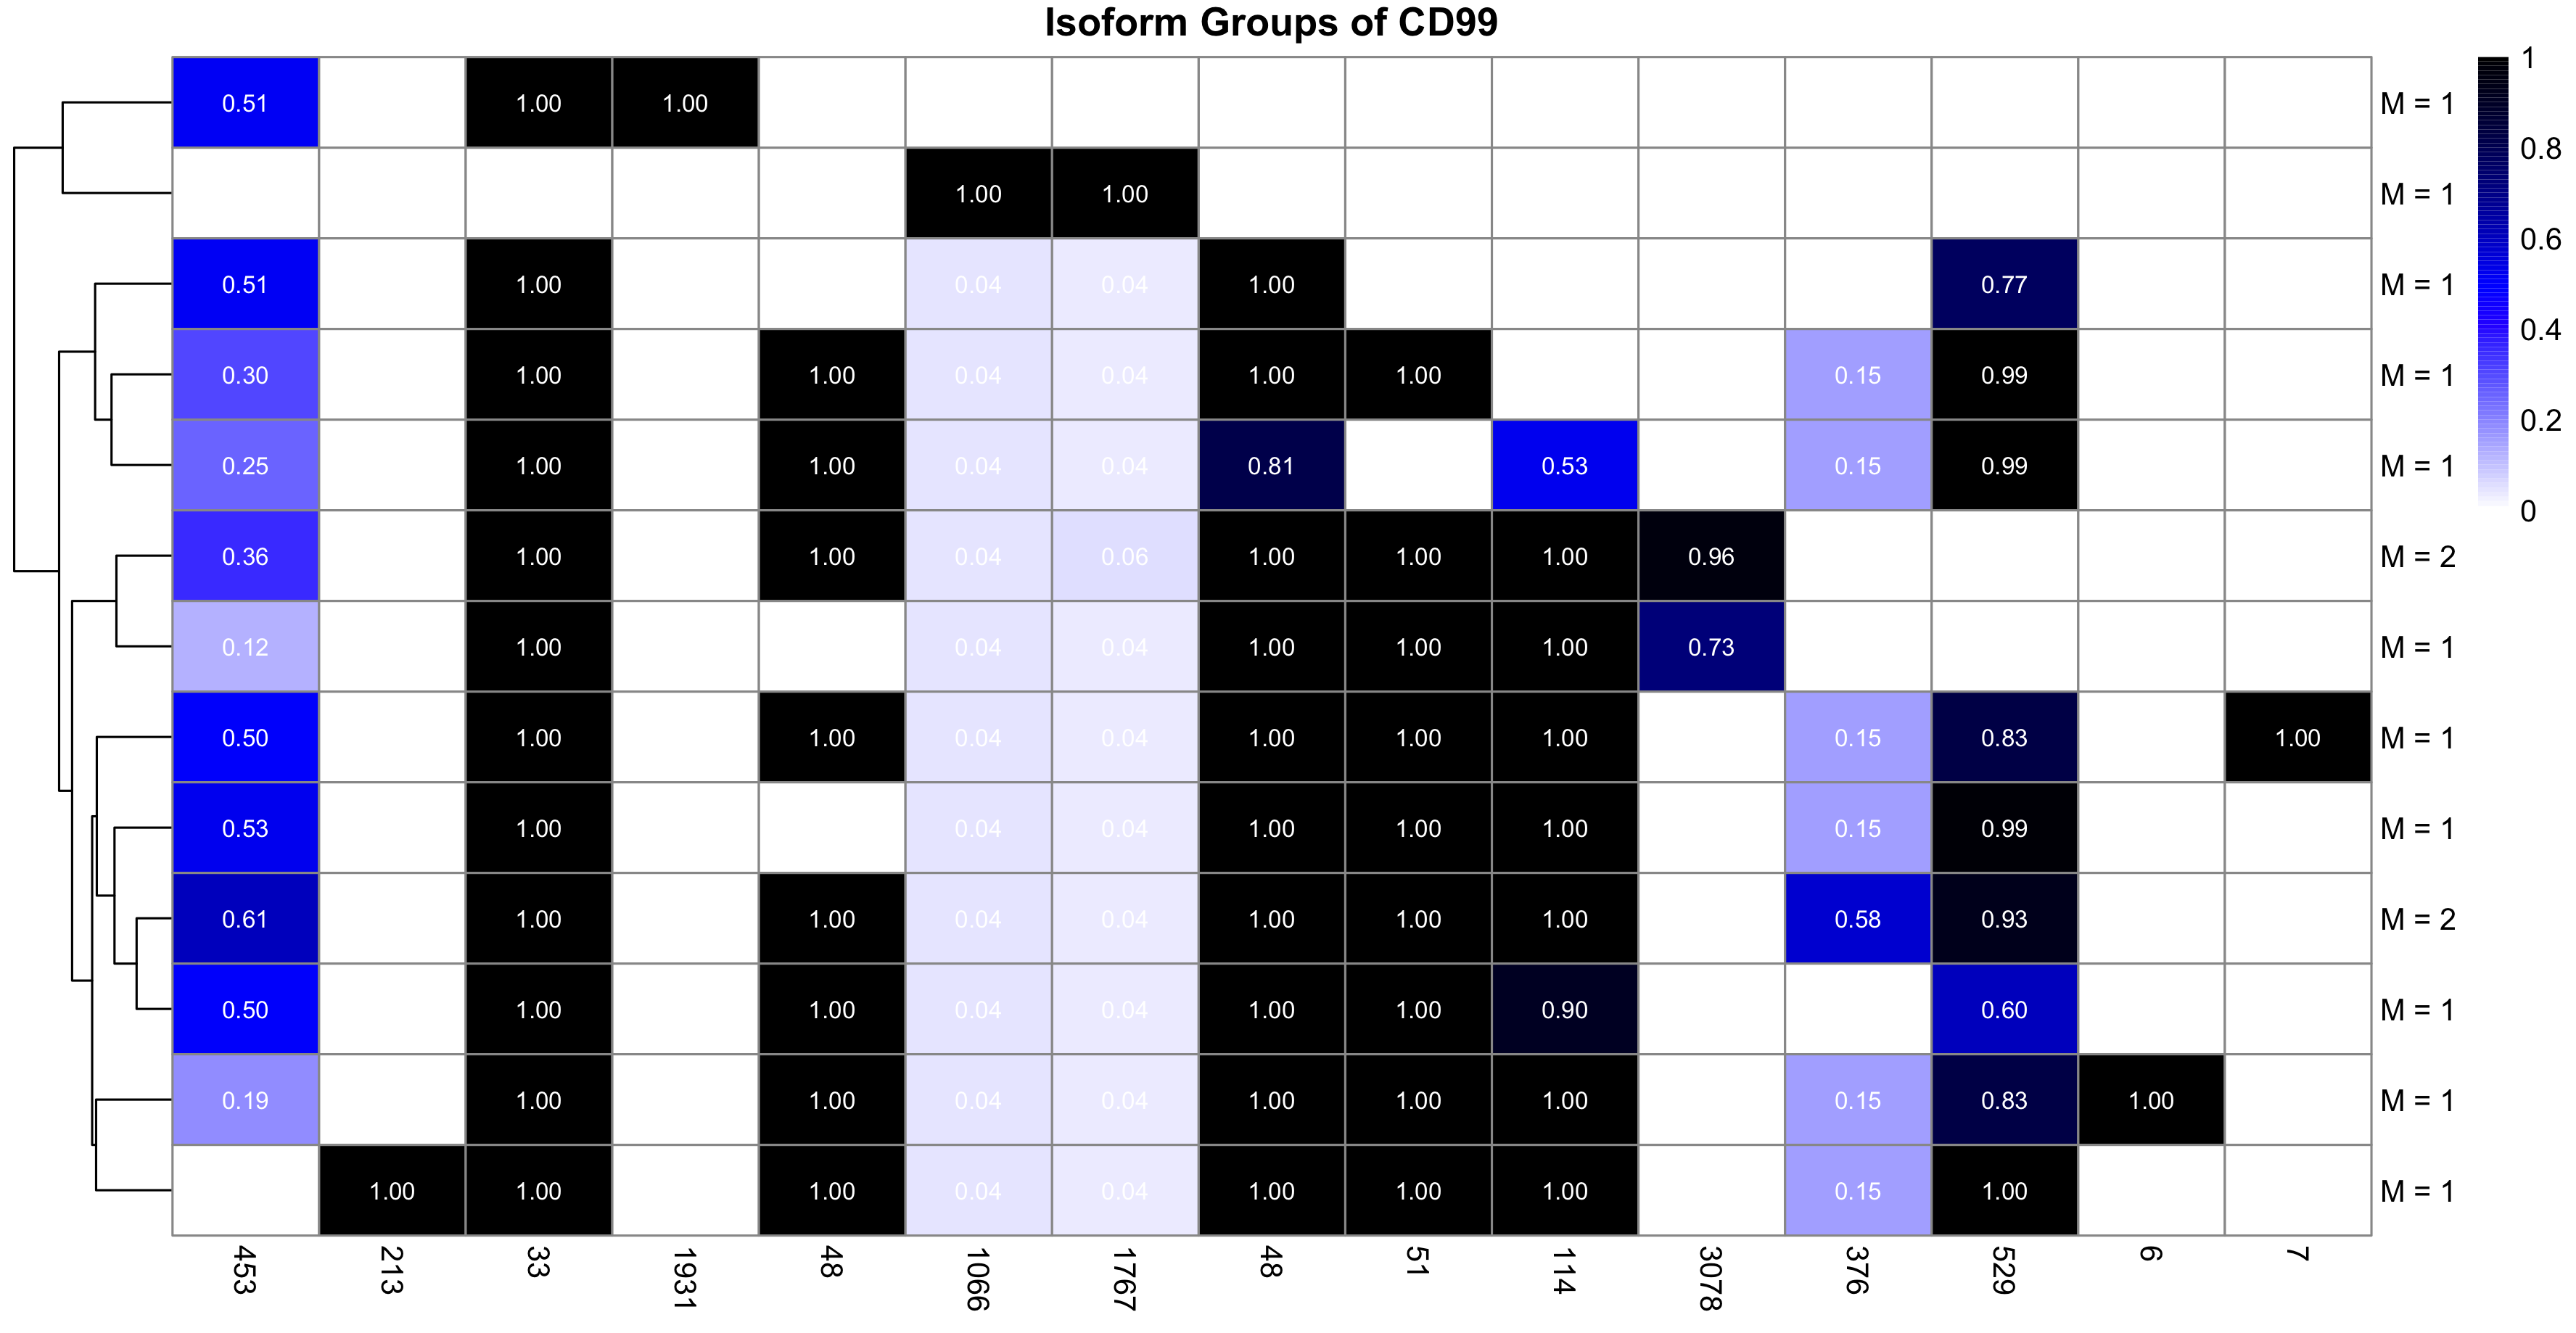 Isoform Groups of CD99
0.51 1.00 1.00 M = 1
1.00 1.00 M = 1
0.51 1.00 0.04 0.04 1.00 0.77 M = 1
0.30 1.00 1.00 0.04 0.04 1.00 1.00 0.15 0.99 M = 1
0.25 1.00 1.00 0.04 0.04 0.81 0.53 0.15 0.99 M = 1
0.36 1.00 1.00 0.04 0.06 1.00 1.00 1.00 0.96 M = 2
0.12 1.00 0.04 0.04 1.00 1.00 1.00 0.73 M = 1
0.50 1.00 1.00 0.04 0.04 1.00 1.00 1.00 0.15 0.83 1.00 M = 1
0.53 1.00 0.04 0.04 1.00 1.00 1.00 0.15 0.99 M = 1
0.61 1.00 1.00 0.04 0.04 1.00 1.00 1.00 0.58 0.93 M = 2
0.50 1.00 1.00 0.04 0.04 1.00 1.00 0.90 0.60 M = 1
0.19 1.00 1.00 0.04 0.04 1.00 1.00 1.00 0.15 0.83 1.00 M = 1
1.00 1.00 1.00 0.04 0.04 1.00 1.00 1.00 0.15 1.00 M = 1
453 213 33 1931 48 1066 1767 48 51 114 3078 376 529 6 7
1
0.8
0.6
0.4
0.2
0